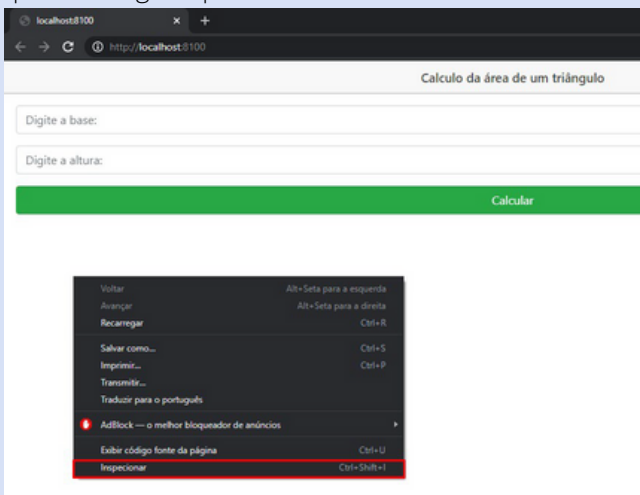 localhost:8100
http://localhost:8100
Calculo da área de um triângulo
Digite a base:
Digite a altura:
Calcular
Voltar Alt+Seta para a esquerda
Avançar Alt+Seta para a direita
Recarregar Ctrl+R
Salvar como... Ctrl+S
Imprimir... Ctrl+P
Transmitir...
Traduzir para o português
AdBlock — o melhor bloqueador de anúncios
Exibir código fonte da página Ctrl+U
Inspecionar Ctrl+Shift+I